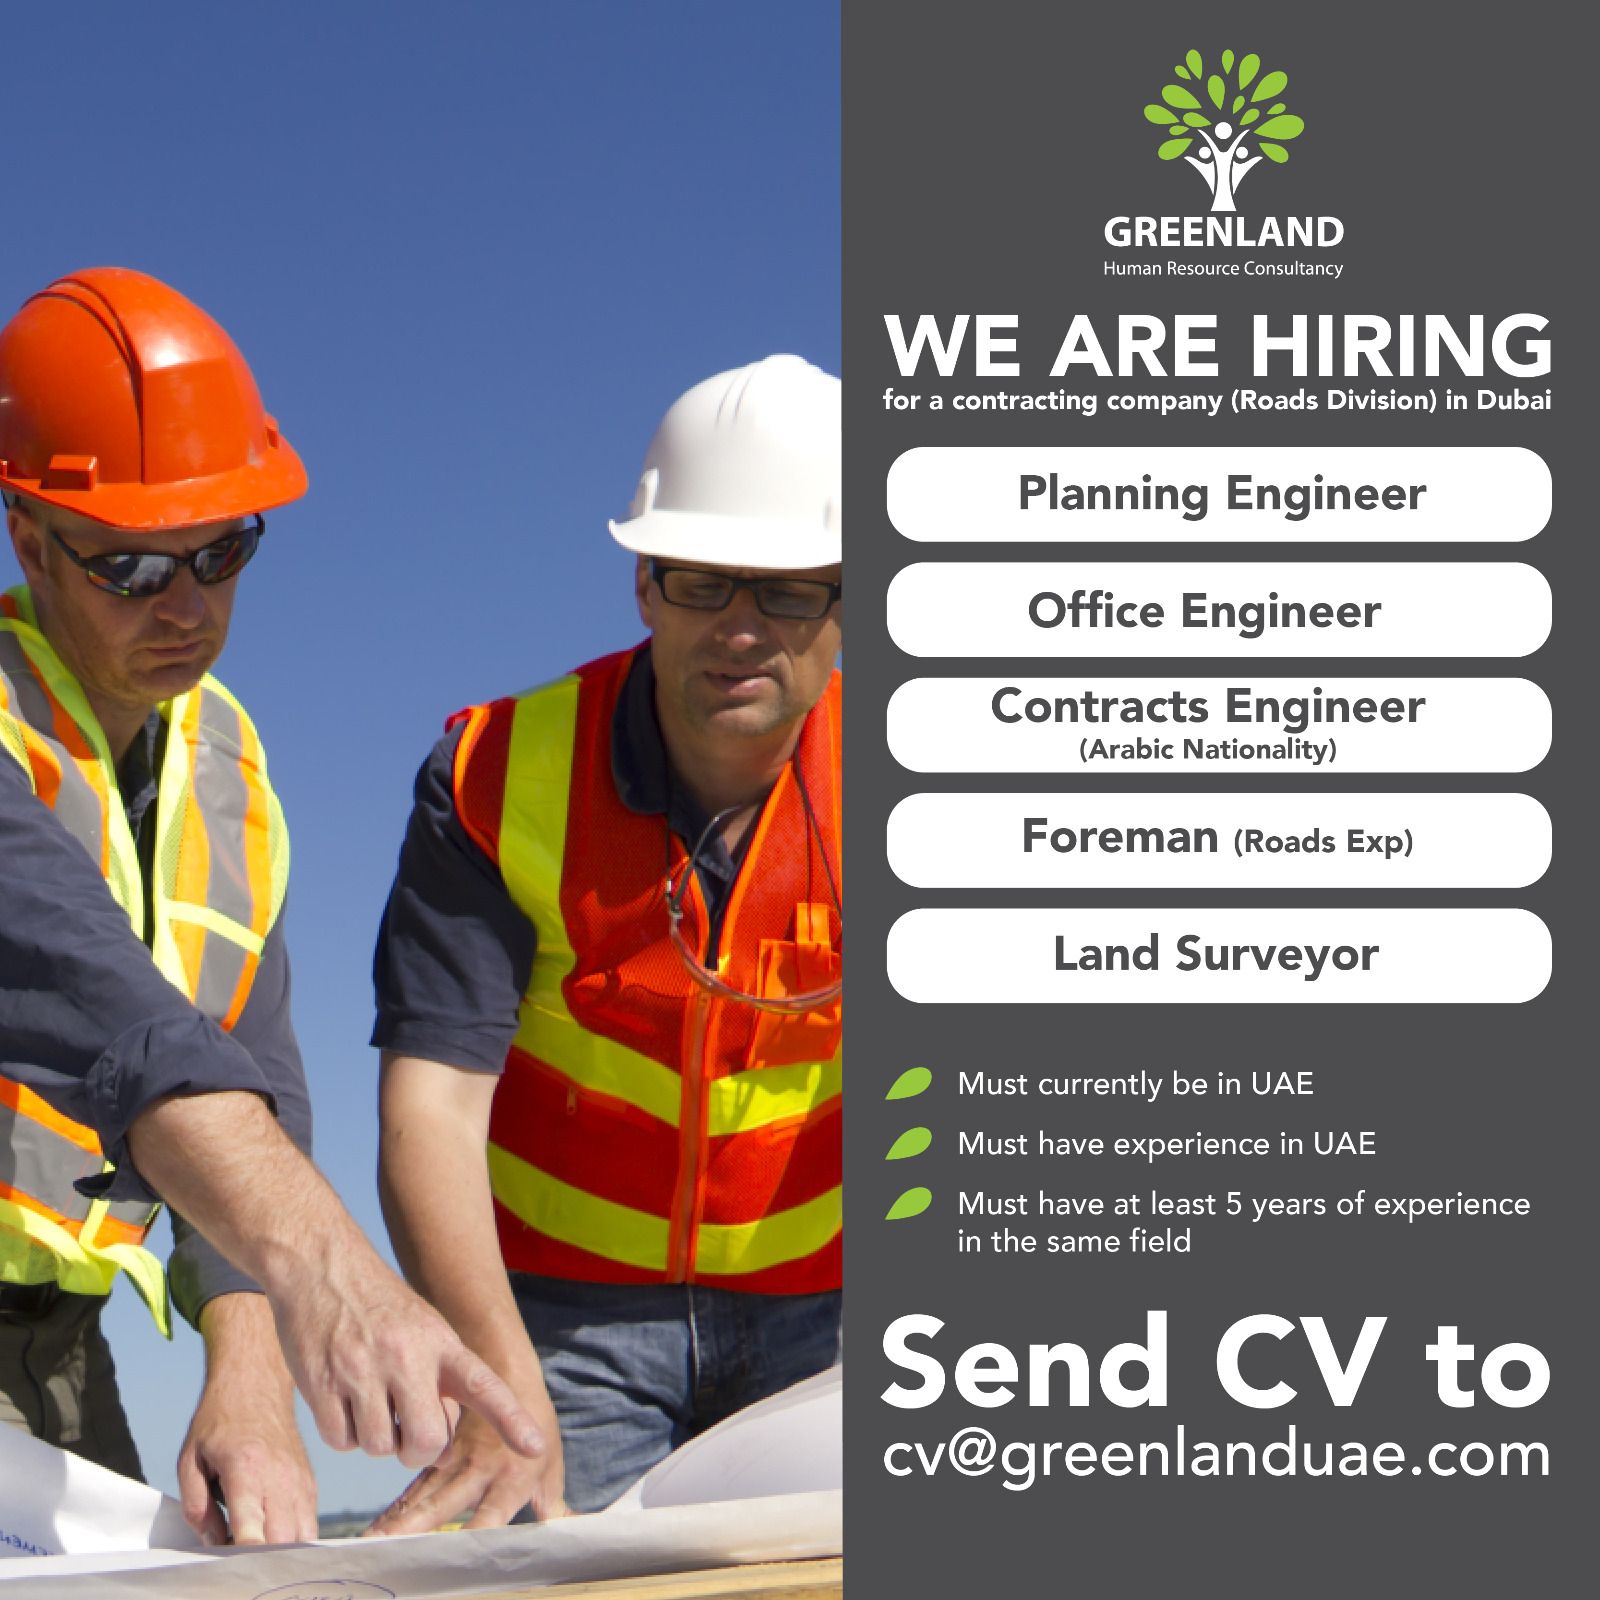 GREENLAND
Human Resource Consultancy
WE ARE HIRING
for a contracting company (Roads Division) in Dubai
Planning Engineer
Office Engineer
Contracts Engineer
(Arabic Nationality)
Foreman (Roads Exp)
Land Surveyor
Must currently be in UAE
Must have experience in UAE
Must have at least 5 years of experience
in the same field
Send CV to
cv@greenlanduae.com